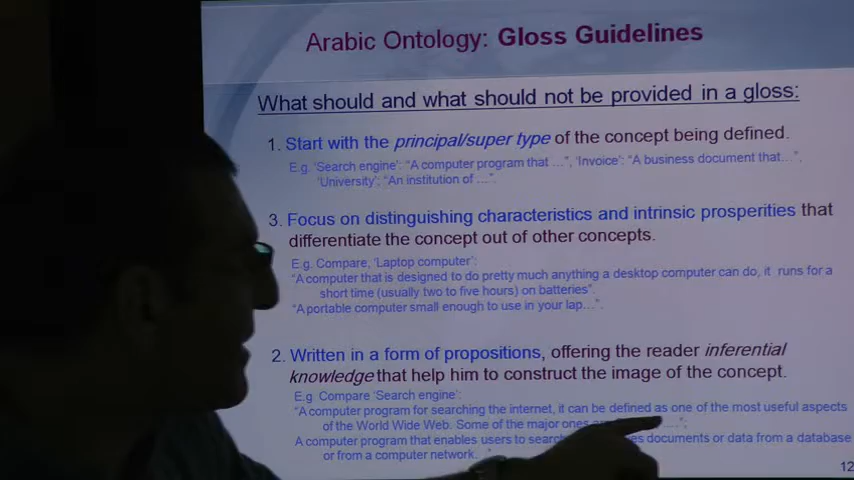 Arabic Ontology: Gloss Guidelines
What should and what should not be provided in a gloss:
1. Start with the principal/super type of the concept being defined.
E.g. 'Search engine': "A computer program that …", 'Invoice': "A business document that…",
'University': "An institution of …".
3. Focus on distinguishing characteristics and intrinsic prosperities that
differentiate the concept out of other concepts.
E.g. Compare, 'Laptop computer':
"A computer that is designed to do pretty much anything a desktop computer can do, it runs for a
short time (usually two to five hours) on batteries".
"A portable computer small enough to use in your lap…".
2. Written in a form of propositions, offering the reader inferential
knowledge that help him to construct the image of the concept.
E.g. Compare 'Search engine':
"A computer program for searching the internet, it can be defined as one of the most useful aspects
of the World Wide Web. Some of the major ones …";
A computer program that enables users to search documents or data from a database
or from a computer network.
12